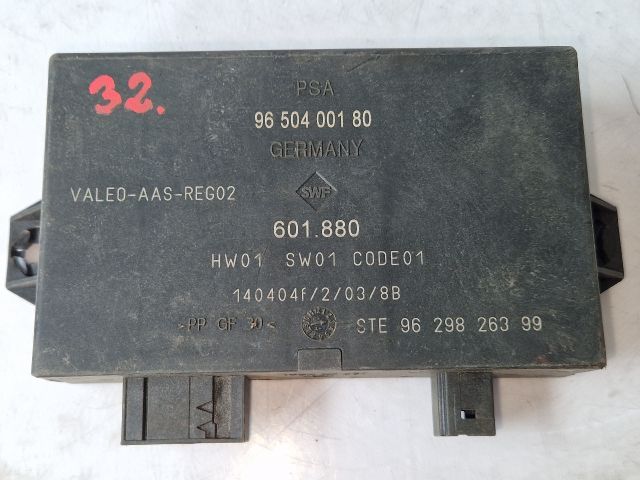 32.
PSA
96 504 001 80
GERMANY
VALEO-AAS-REG02
SWF
601.880
HW01 SW01 CODE01
140404f/2/03/8B
>PP GF 30<
STE 96 298 263 99